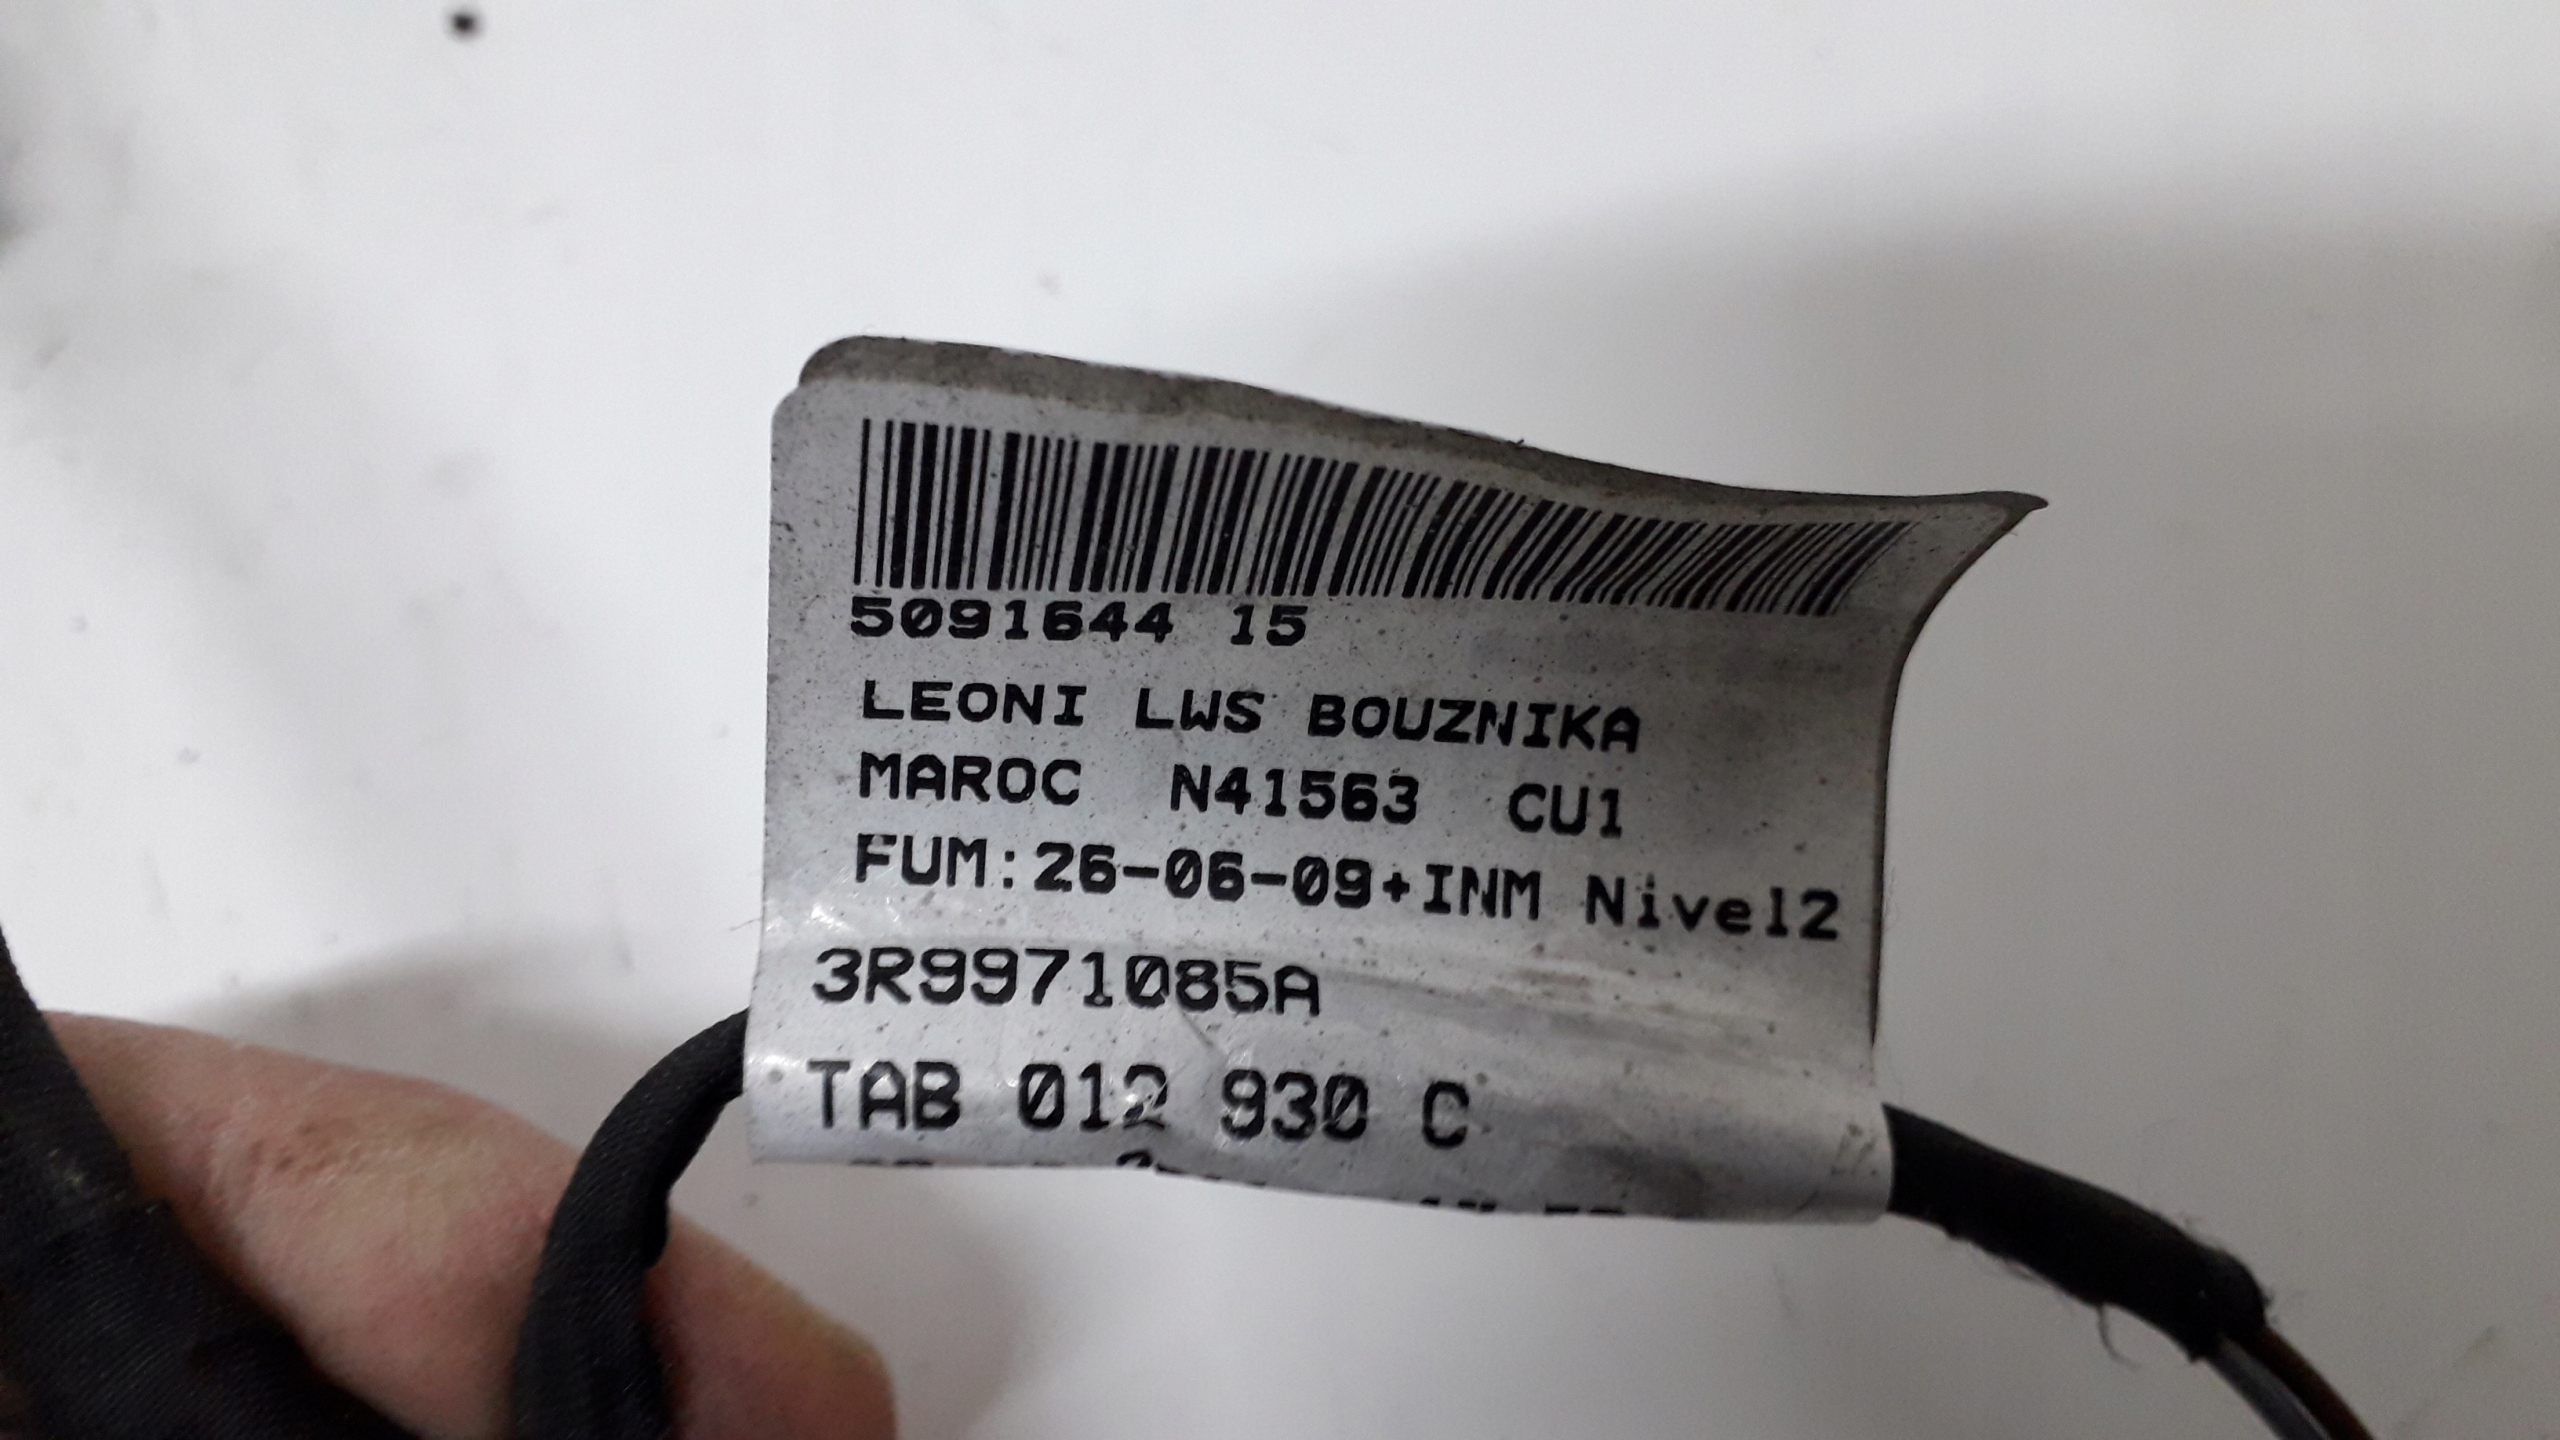 5091644 15
LEONI LWS BOUZNIKA
MAROC N41563 CU1
FUM:26-06-09+INM Nivel2
3R9971085A
TAB 012 930 C